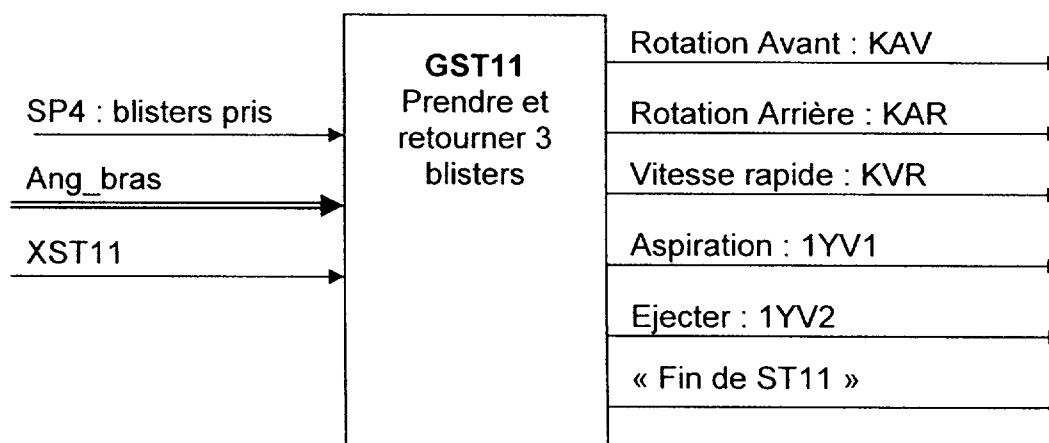 GST11
Prendre et
retourner 3
blisters
SP4 : blisters pris
Ang_bras
XST11
Rotation Avant : KAV
Rotation Arrière : KAR
Vitesse rapide : KVR
Aspiration : 1YV1
Ejecter : 1YV2
« Fin de ST11 »